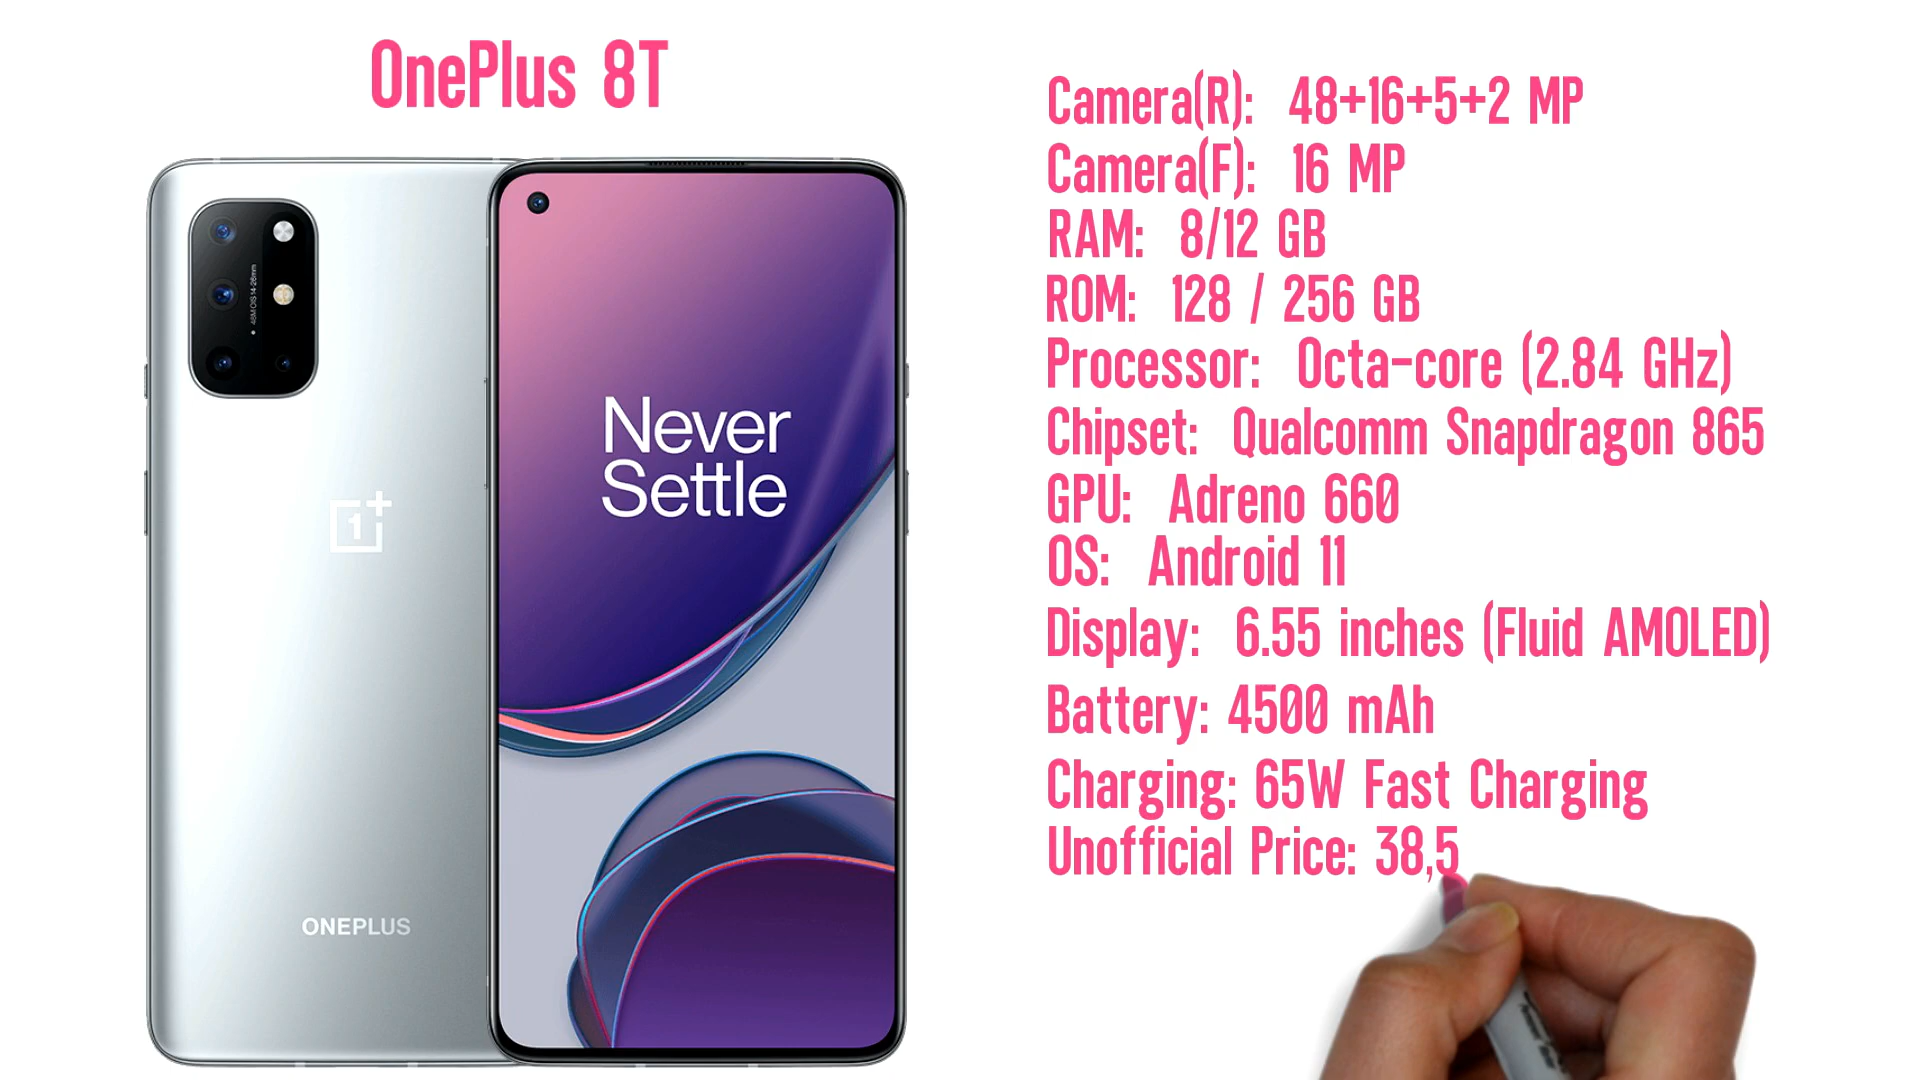 OnePlus 8T
Camera(R): 48+16+5+2 MP
Camera(F): 16 MP
RAM: 8/12 GB
ROM: 128 / 256 GB
Processor: Octa-core (2.84 GHz)
Chipset: Qualcomm Snapdragon 865
GPU: Adreno 660
OS: Android 11
Display: 6.55 inches (Fluid AMOLED)
Battery: 4500 mAh
Charging: 65W Fast Charging
Unofficial Price: 38,5
Never
Settle
1+
ONEPLUS